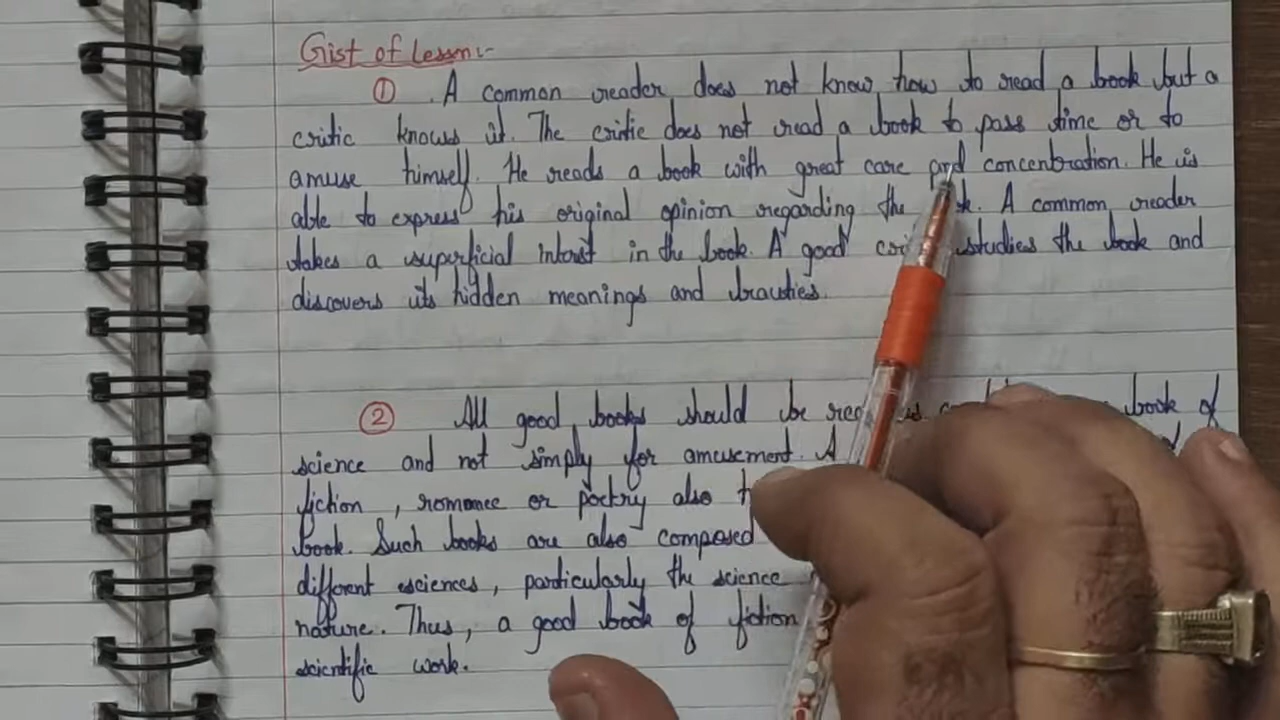 Gist of Lesson:-
① A common reader does not know how to read a book but a
critic knows it. The critic does not read a book to pass time or to
amuse himself. He reads a book with great care and concentration. He is
able to express his original opinion regarding the A common reader
takes a superficial interest in the book. A good studies the book and
discovers its hidden meanings and beauties.
② All good books should be book of
science and not simply for amusement. A
fiction, romance or poetry also
book. Such books are also composed
different sciences, particularly the science
nature. Thus, a good book of fiction
scientific work.